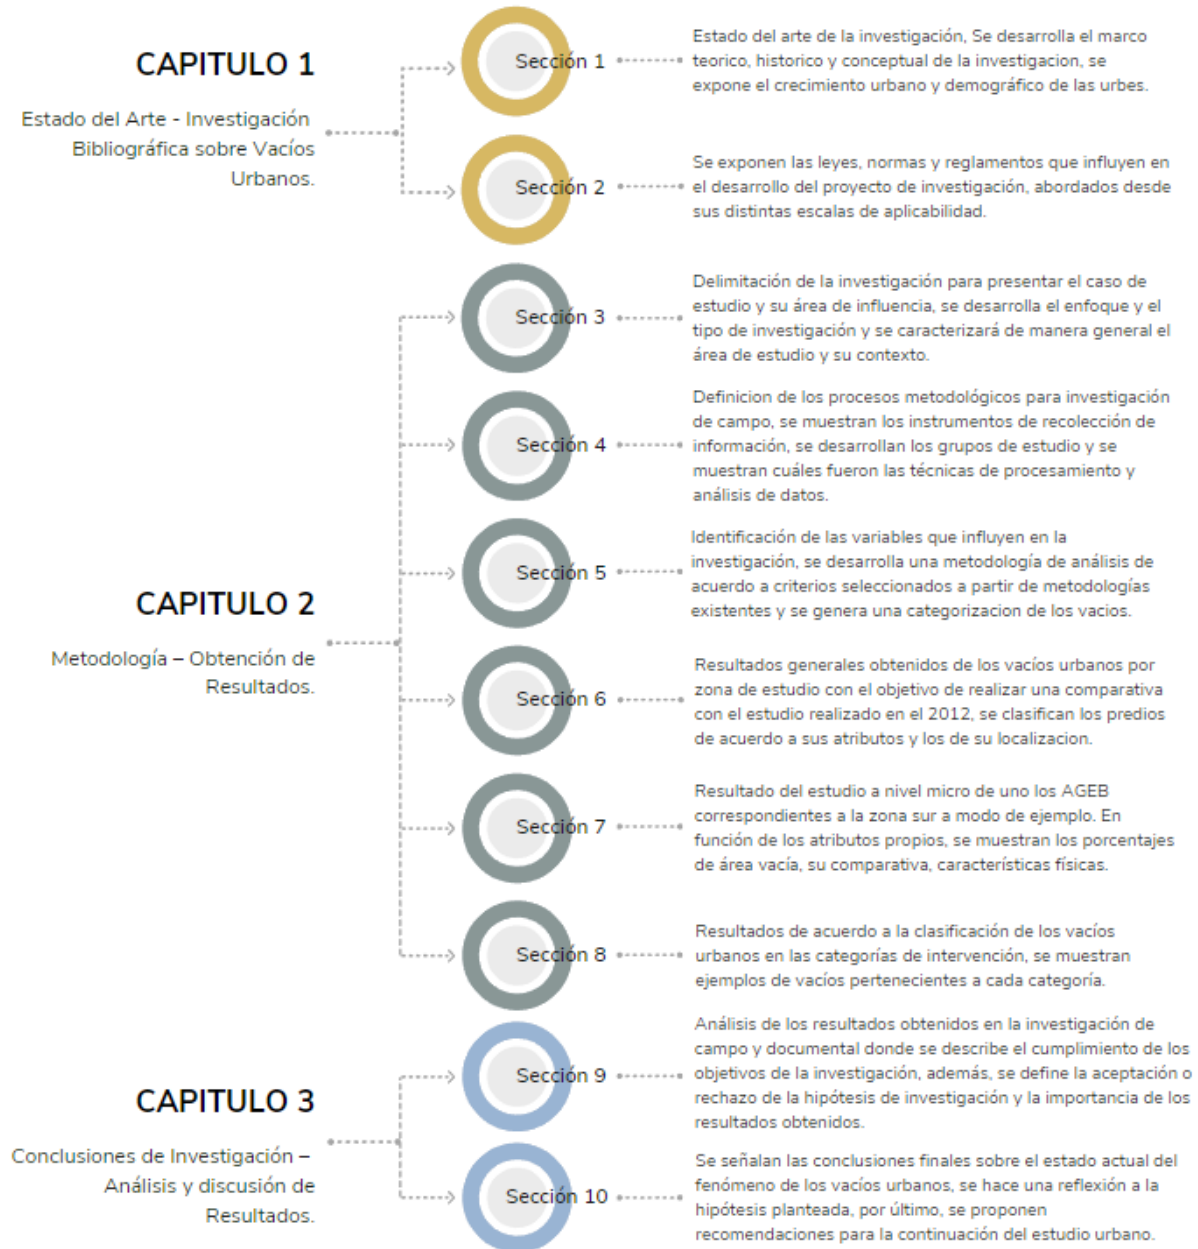 CAPITULO 1
Estado del Arte - Investigación
Bibliográfica sobre Vacíos
Urbanos.
Sección 1
Estado del arte de la investigación, Se desarrolla el marco
teorico, historico y conceptual de la investigacion, se
expone el crecimiento urbano y demográfico de las urbes.
Sección 2
Se exponen las leyes, normas y reglamentos que influyen en
el desarrollo del proyecto de investigación, abordados desde
sus distintas escalas de aplicabilidad.
CAPITULO 2
Metodología – Obtención de
Resultados.
Sección 3
Delimitación de la investigación para presentar el caso de
estudio y su área de influencia, se desarrolla el enfoque y el
tipo de investigación y se caracterizará de manera general el
área de estudio y su contexto.
Sección 4
Definicion de los procesos metodológicos para investigación
de campo, se muestran los instrumentos de recolección de
información, se desarrollan los grupos de estudio y se
muestran cuáles fueron las técnicas de procesamiento y
análisis de datos.
Sección 5
Identificación de las variables que influyen en la
investigación, se desarrolla una metodología de análisis de
acuerdo a criterios seleccionados a partir de metodologías
existentes y se genera una categorizacion de los vacios.
Sección 6
Resultados generales obtenidos de los vacíos urbanos por
zona de estudio con el objetivo de realizar una comparativa
con el estudio realizado en el 2012, se clasifican los predios
de acuerdo a sus atributos y los de su localizacion.
Sección 7
Resultado del estudio a nivel micro de uno los AGEB
correspondientes a la zona sur a modo de ejemplo. En
función de los atributos propios, se muestran los porcentajes
de área vacía, su comparativa, características físicas.
Sección 8
Resultados de acuerdo a la clasificación de los vacíos
urbanos en las categorías de intervención, se muestran
ejemplos de vacíos pertenecientes a cada categoría.
CAPITULO 3
Conclusiones de Investigación –
Análisis y discusión de
Resultados.
Sección 9
Análisis de los resultados obtenidos en la investigación de
campo y documental donde se describe el cumplimiento de los
objetivos de la investigación, además, se define la aceptación o
rechazo de la hipótesis de investigación y la importancia de los
resultados obtenidos.
Sección 10
Se señalan las conclusiones finales sobre el estado actual del
fenómeno de los vacíos urbanos, se hace una reflexión a la
hipótesis planteada, por último, se proponen
recomendaciones para la continuación del estudio urbano.